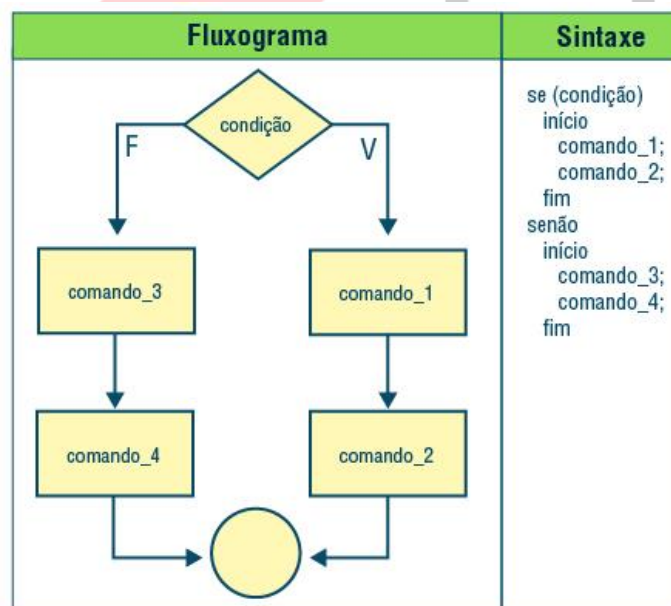 Fluxograma
Sintaxe
condição
F
V
comando_3
comando_1
comando_4
comando_2
se (condição)
início
comando_1;
comando_2;
fim
senão
início
comando_3;
comando_4;
fim